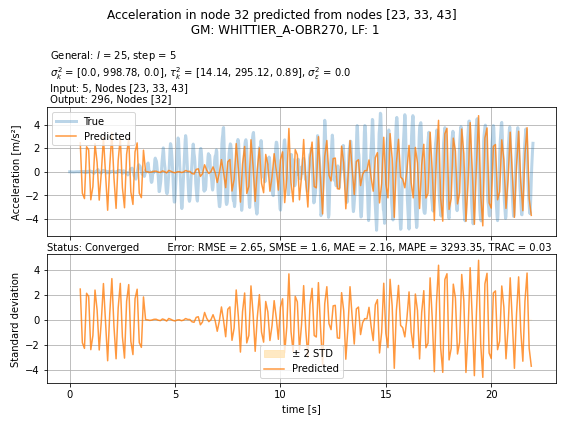 Acceleration in node 32 predicted from nodes [23, 33, 43]
GM: WHITTIER_A-OBR270, LF: 1
General: l = 25, step = 5
σ²ₖ = [0.0, 998.78, 0.0], τ²ₖ = [14.14, 295.12, 0.89], σ²ε = 0.0
Input: 5, Nodes [23, 33, 43]
Output: 296, Nodes [32]
True
Predicted
Acceleration [m/s²]
4
2
0
−2
−4
Status: Converged Error: RMSE = 2.65, SMSE = 1.6, MAE = 2.16, MAPE = 3293.35, TRAC = 0.03
Standard deviation
4
2
0
−2
−4
± 2 STD
Predicted
0 5 10 15 20
time [s]